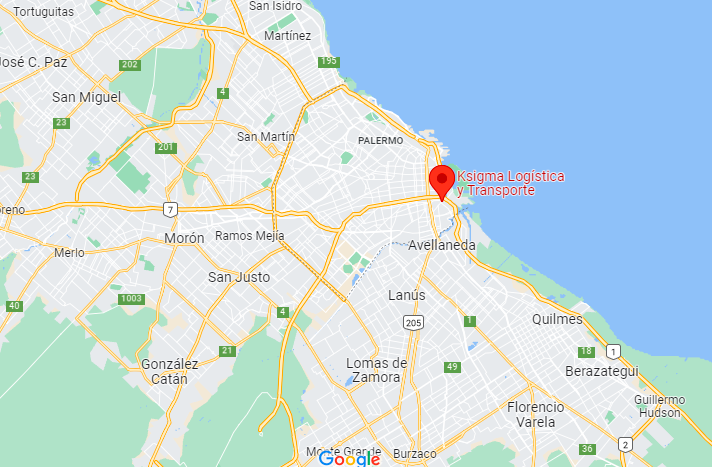 Tortuguitas
San Isidro
Martínez
195
202
José C. Paz
4
San Miguel
23
San Martín
PALERMO
201
23
Ksigma Logística
y Transporte
7
Morón
Ramos Mejía
Avellaneda
Merlo
San Justo
Lanús
40
1003
4
205
1
Quilmes
21
18
1
González
Catán
Lomas de
Zamora
49
Berazategui
Florencio
Varela
Guillermo
Hudson
Monte Grande
Burzaco
36
2
Google